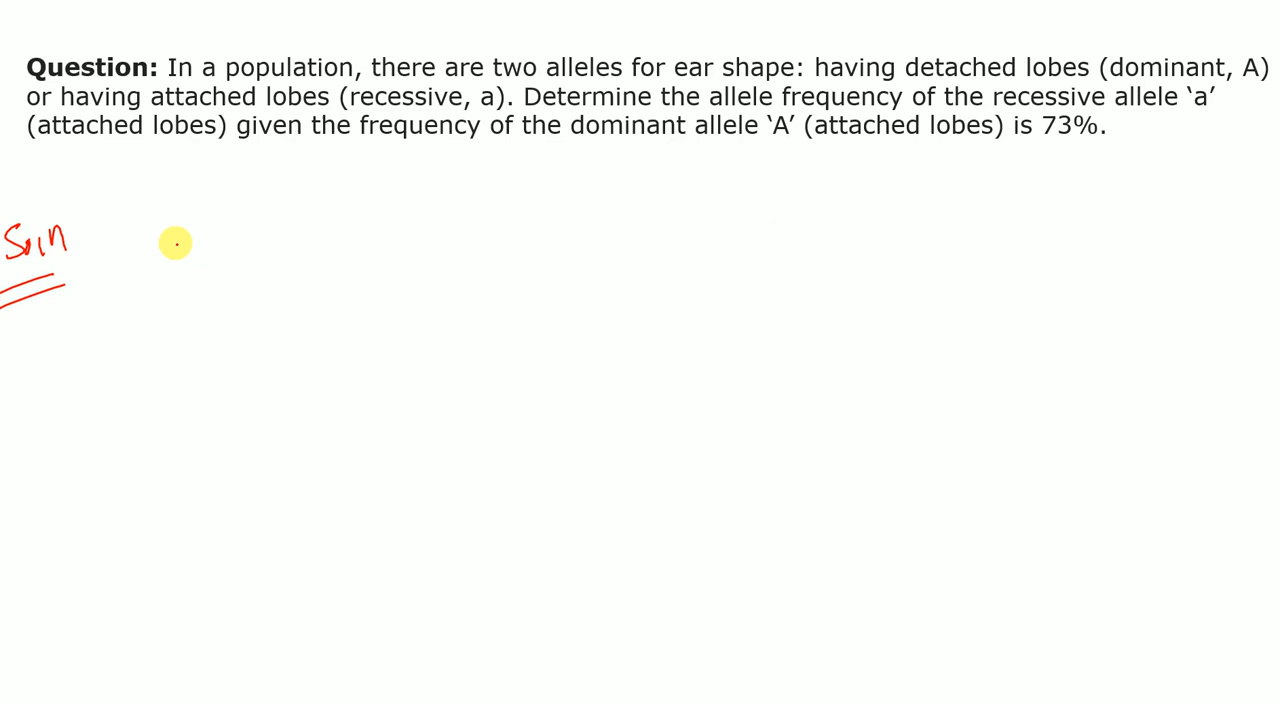 Question: In a population, there are two alleles for ear shape: having detached lobes (dominant, A)
or having attached lobes (recessive, a). Determine the allele frequency of the recessive allele ‘a’
(attached lobes) given the frequency of the dominant allele ‘A’ (attached lobes) is 73%.
Soln